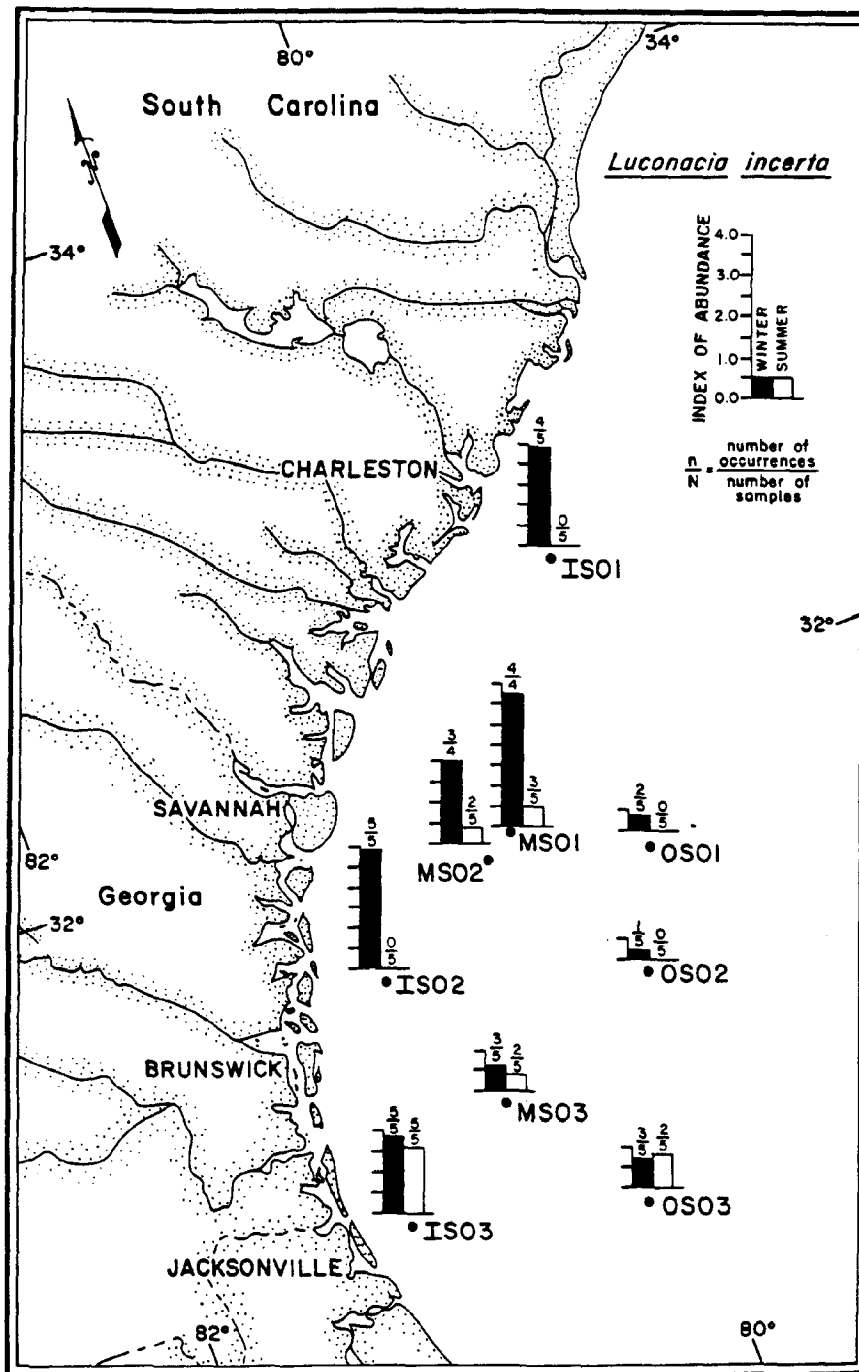 80°
34°
South Carolina
Luconacia incerta
34°
INDEX OF ABUNDANCE
4.0
3.0
2.0
1.0
0.0
WINTER
SUMMER
n/N = number of occurrences / number of samples
CHARLESTON
4/5
0/5
IS01
32°
4/4
3/5
MS01
3/4
2/5
MS02
SAVANNAH
2/5
0/5
OS01
82°
Georgia
32°
5/5
0/5
IS02
1/5
0/5
OS02
BRUNSWICK
3/5
2/5
MS03
5/5
5/5
IS03
3/5
2/5
OS03
JACKSONVILLE
82°
80°